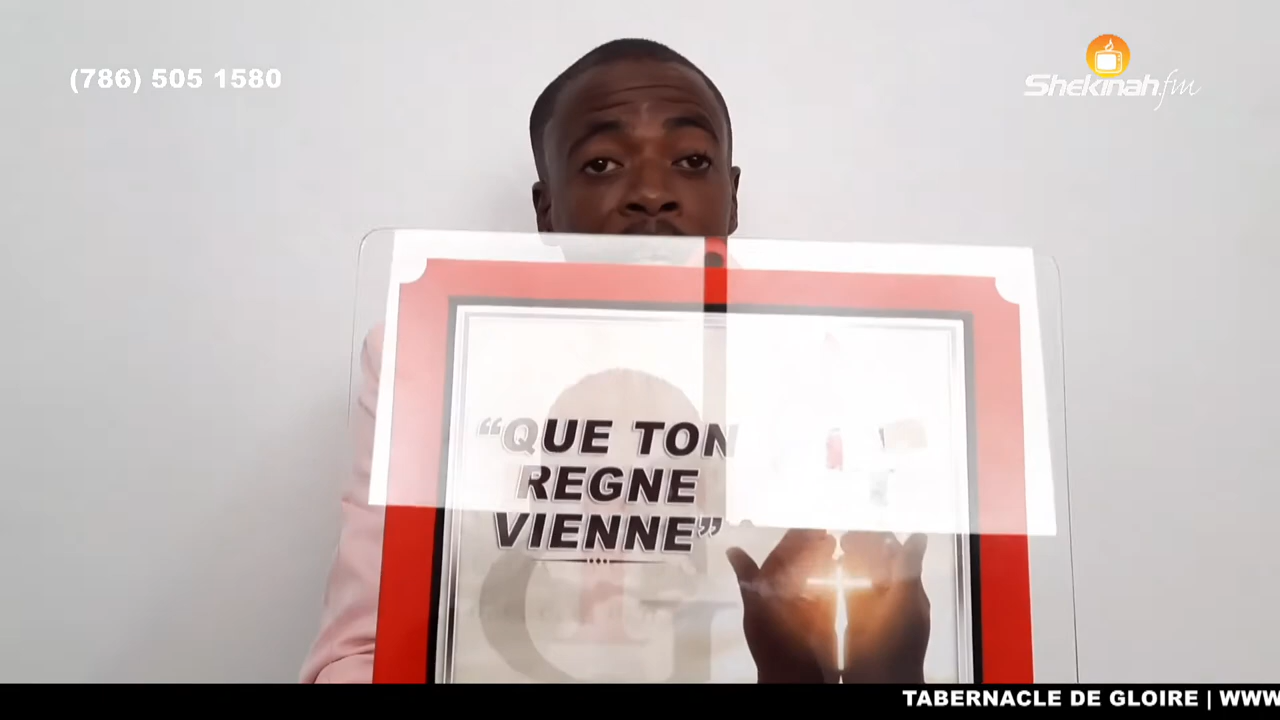 (786) 505 1580
Shekinah.fm
“QUE TON
REGNE
VIENNE”
TABERNACLE DE GLOIRE | WWW